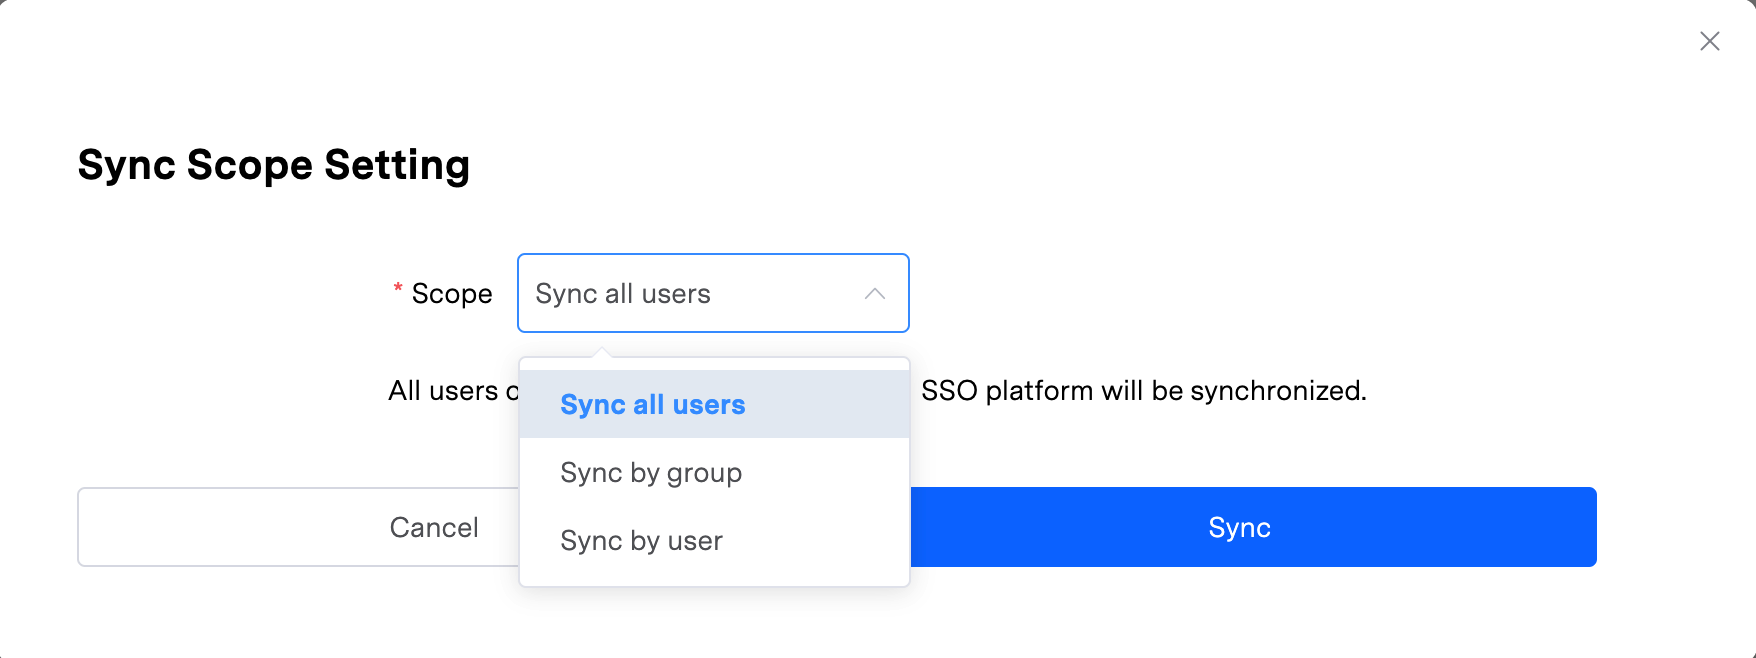 Sync Scope Setting
* Scope
Sync all users
All users
SSO platform will be synchronized.
Sync all users
Sync by group
Sync by user
Cancel
Sync